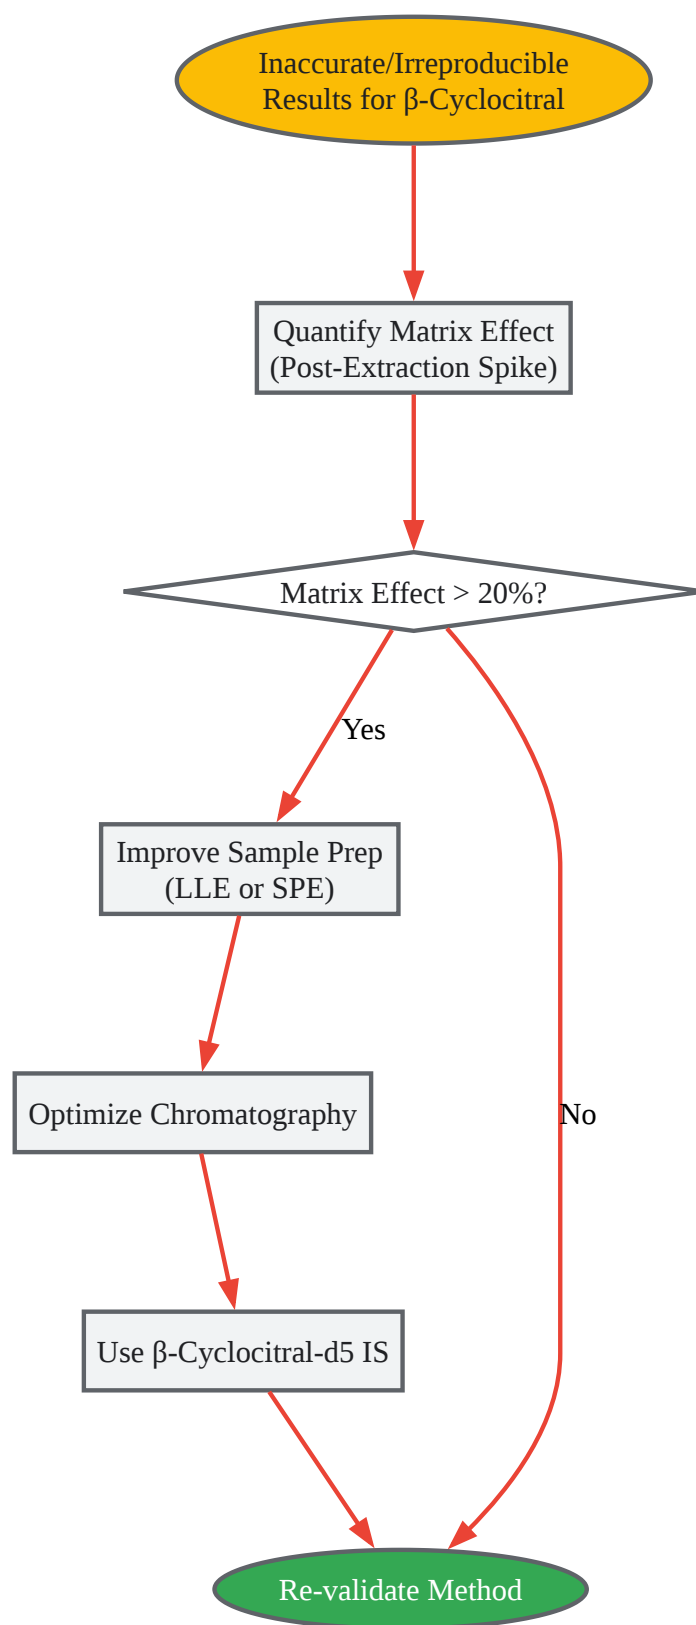 Inaccurate/Irreproducible
Results for β-Cyclocitral
Quantify Matrix Effect
(Post-Extraction Spike)
Matrix Effect > 20%?
Yes
Improve Sample Prep
(LLE or SPE)
Optimize Chromatography
No
Use β-Cyclocitral-d5 IS
Re-validate Method